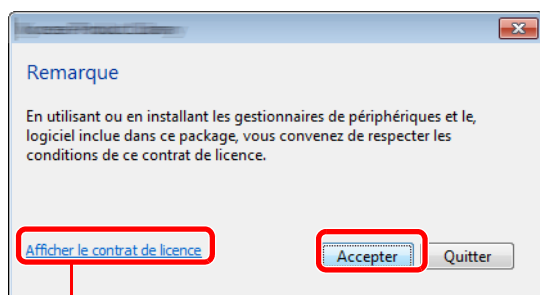 Remarque
En utilisant ou en installant les gestionnaires de périphériques et le,
logiciel inclue dans ce package, vous convenez de respecter les
conditions de ce contrat de licence.
Afficher le contrat de licence
Accepter
Quitter